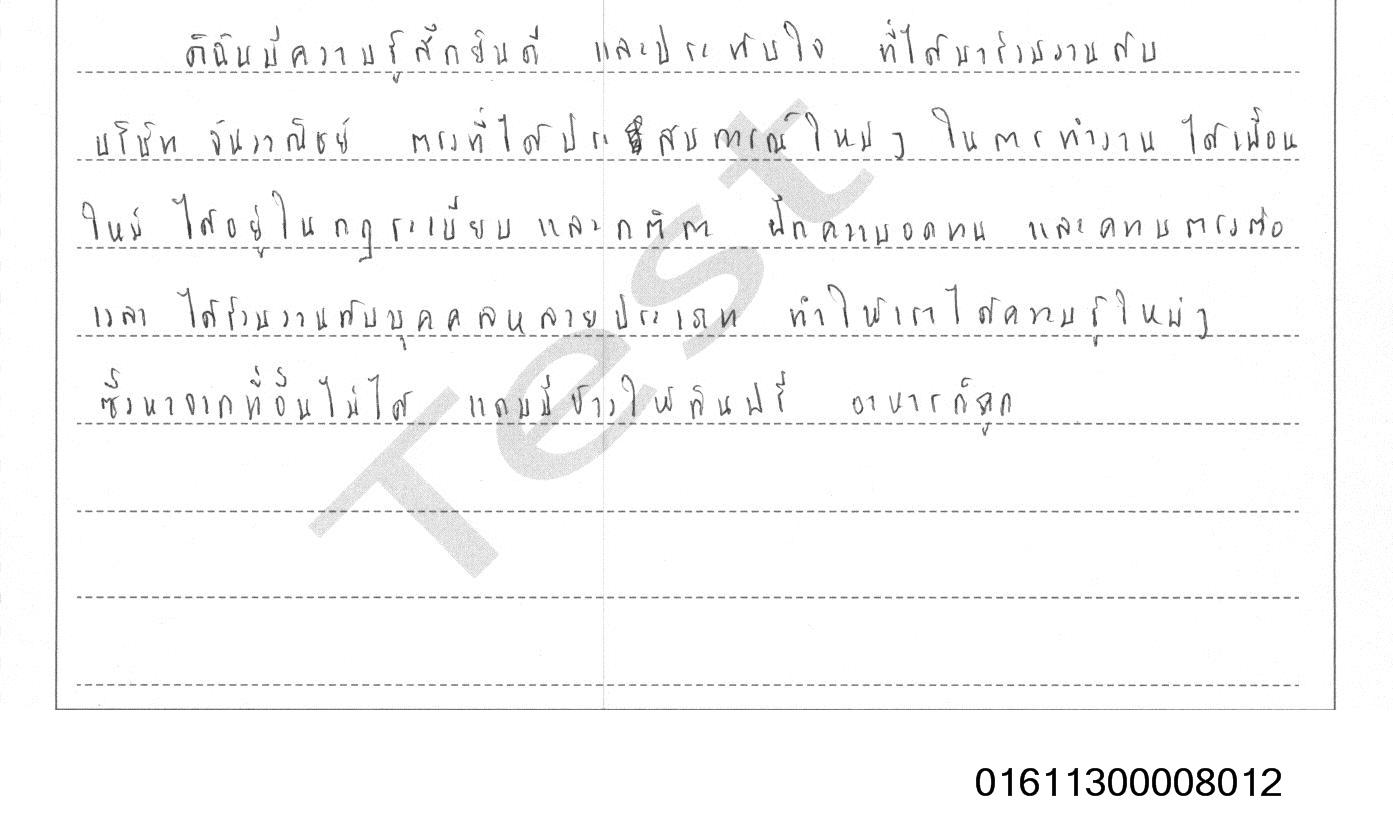 ดิฉันมีความรู้สึกยินดี และประทับใจ ที่ได้มาร่วมงานกับ
บริษัท จันวาณิชย์ ตรงที่ได้ประสบการณ์ใหม่ๆ ในการทำงาน ได้เพื่อน
ใหม่ ได้อยู่ในกฎระเบียบและกติกา ฝึกความอดทน และความตรงต่อ
เวลา ได้ร่วมงานกับบุคคลหลายประเภท ทำให้เราได้ความรู้ใหม่ๆ
ซึ่งหาจากที่อื่นไม่ได้ แถมมีข้าวให้กินฟรี อาหารก็ถูก
Test
01611300008012